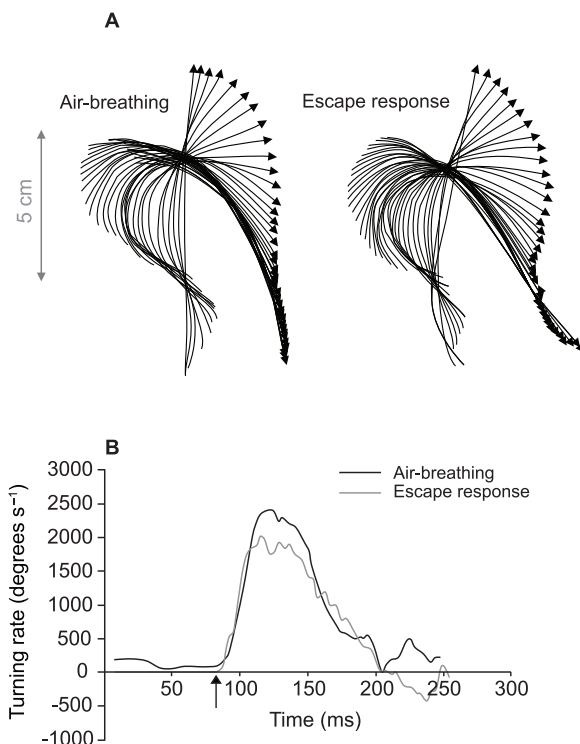 A
Air-breathing
Escape response
5 cm
B
Turning rate (degrees s⁻¹)
3000
2500
2000
1500
1000
500
0
-500
-1000
Air-breathing
Escape response
50
100
150
200
250
300
Time (ms)